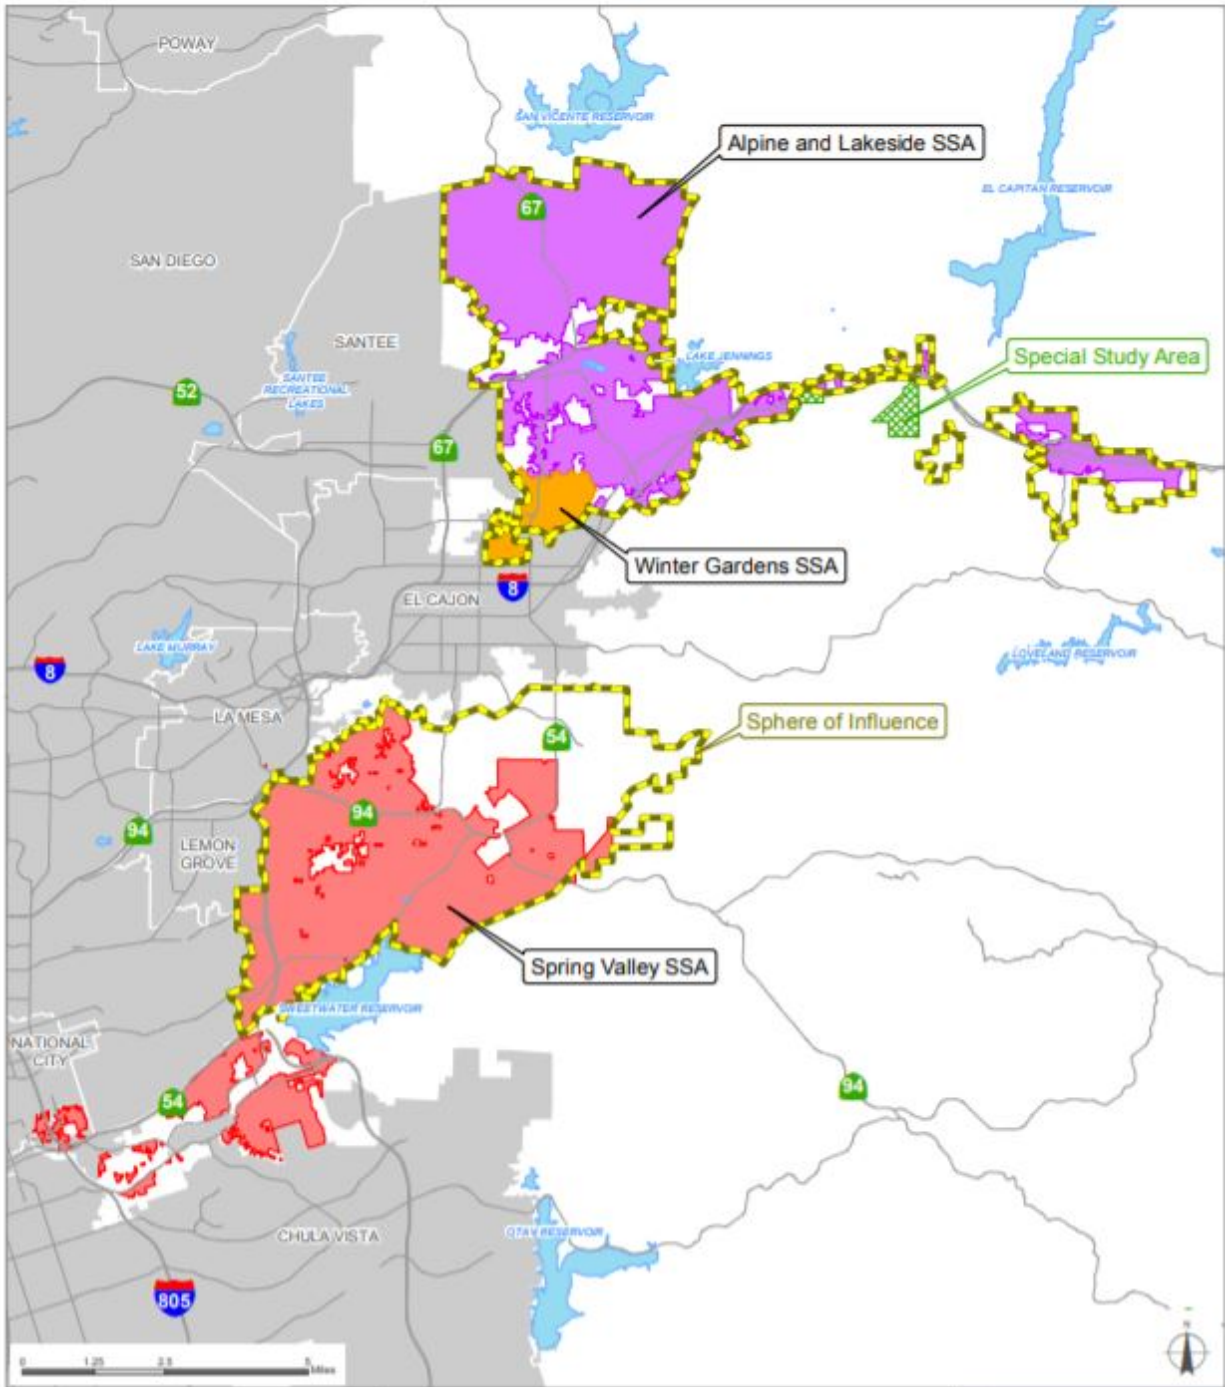 POWAY
SAN VICENTE RESERVOIR
Alpine and Lakeside SSA
EL CAPITAN RESERVOIR
67
SAN DIEGO
SANTEE
LAKE JENNINGS
Special Study Area
SANTEE
RECREATIONAL
LAKES
52
67
Winter Gardens SSA
8
EL CAJON
LAKE MURRAY
LOVELAND RESERVOIR
8
LA MESA
Sphere of Influence
54
94
94
LEMON
GROVE
Spring Valley SSA
SWEETWATER RESERVOIR
NATIONAL
CITY
94
54
CHULA VISTA
OTAY RESERVOIR
805
N
0 1.25 2.5 5
Miles